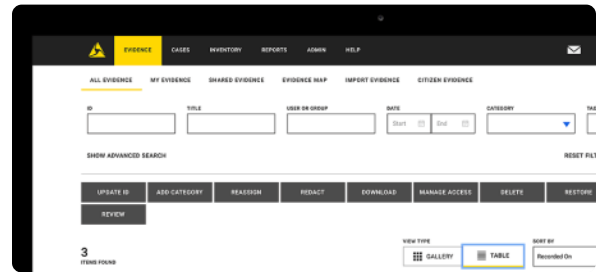 EVIDENCE CASES INVENTORY REPORTS ADMIN HELP
ALL EVIDENCE MY EVIDENCE SHARED EVIDENCE EVIDENCE MAP IMPORT EVIDENCE CITIZEN EVIDENCE
ID TITLE USER OR GROUP DATE CATEGORY
Start End
SHOW ADVANCED SEARCH RESET FILT
UPDATE ID ADD CATEGORY REASSIGN REDACT DOWNLOAD MANAGE ACCESS DELETE RESTORE
REVIEW
VIEW TYPE SORT BY
3 GALLERY TABLE Recorded On
ITEMS FOUND